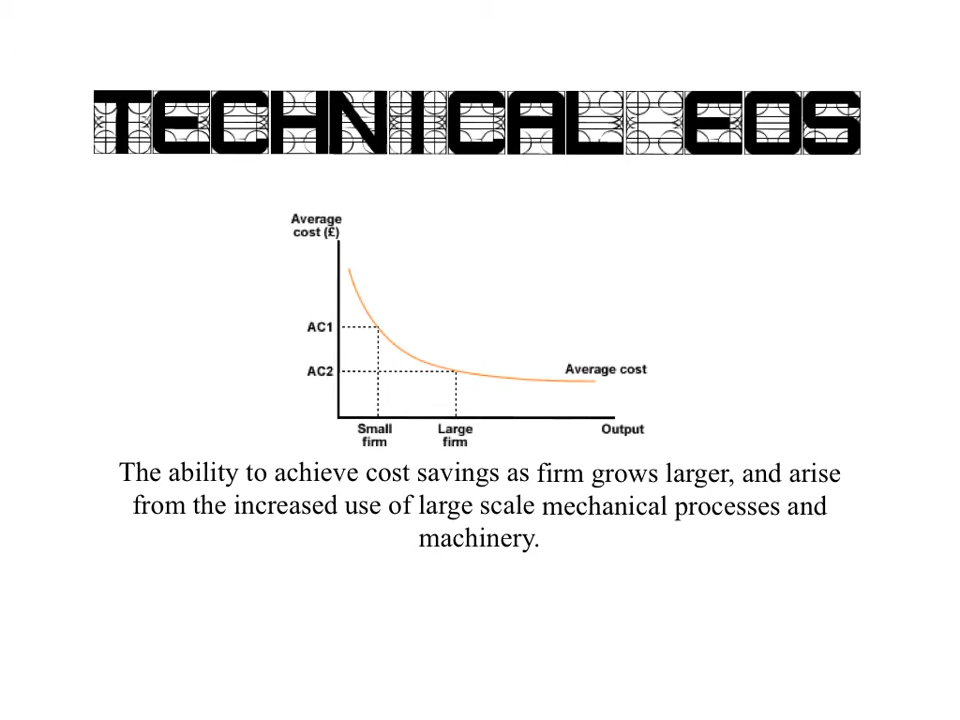 TECHNICAL EOS
Average
cost (£)
AC1
AC2
Average cost
Small
firm
Large
firm
Output
The ability to achieve cost savings as firm grows larger, and arise
from the increased use of large scale mechanical processes and
machinery.